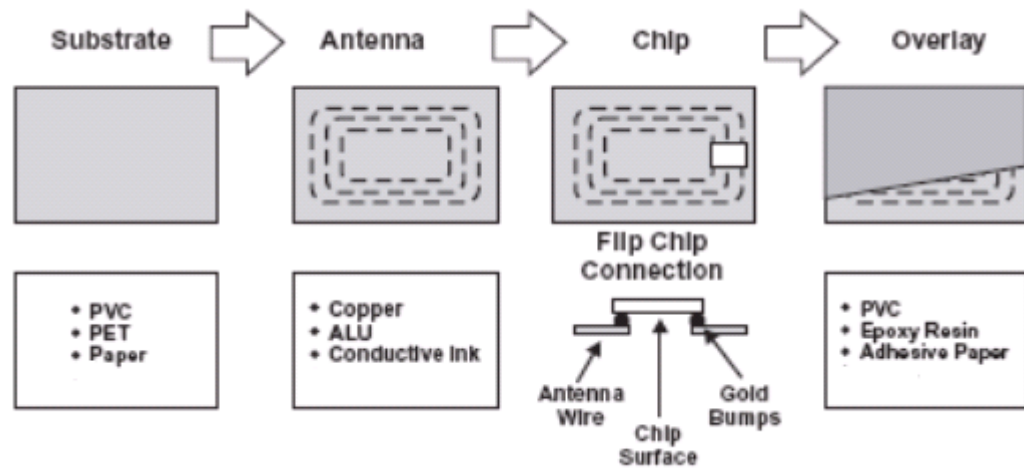 Substrate
Antenna
Chip
Overlay
Flip Chip
Connection
• PVC
• PET
• Paper
• Copper
• ALU
• Conductive Ink
Antenna
Wire
Chip
Surface
Gold
Bumps
• PVC
• Epoxy Resin
• Adhesive Paper